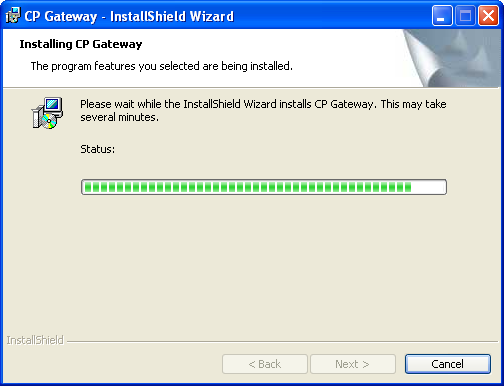 CP Gateway - InstallShield Wizard
Installing CP Gateway
The program features you selected are being installed.
Please wait while the InstallShield Wizard installs CP Gateway. This may take
several minutes.
Status:
InstallShield
< Back
Next >
Cancel